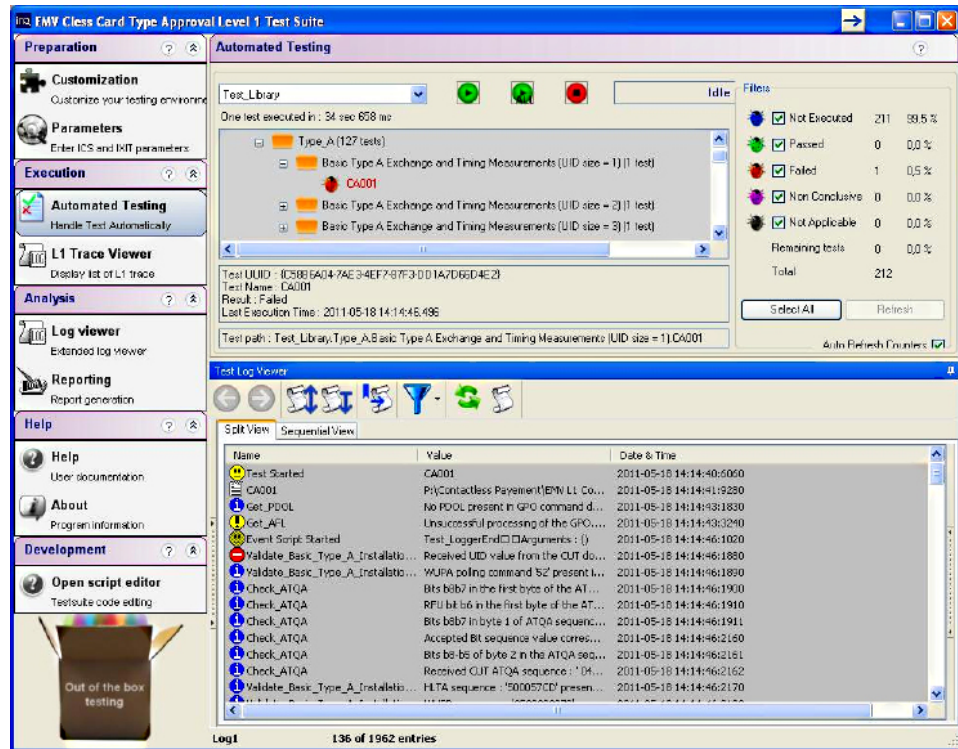 EMV Cless Card Type Approval Level 1 Test Suite
Preparation
Customization
Customize your testing environme
Parameters
Enter ICS and IXIT parameters
Execution
Automated Testing
Handle Test Automatically
L1 Trace Viewer
Display list of L1 trace
Analysis
Log viewer
Extended log viewer
Reporting
Report generation
Help
Help
User documentation
About
Program information
Development
Open script editor
Testsuite code editing
Out of the box
testing
Automated Testing
Test_Library
Idle
One test executed in : 34 sec 658 ms
Type_A (127 tests)
Basic Type A Exchange and Timing Measurements (UID size = 1) (1 test)
CA001
Basic Type A Exchange and Timing Measurements (UID size = 2) (1 test)
Basic Type A Exchange and Timing Measurements (UID size = 3) (1 test)
Test UUID : {C5886A04-7AE3-4EF7-87F3-DD1A7D66D4E2}
Text Name : CA001
Result : Failed
Last Execution Time : 2011-05-18 14:14:46.496
Test path : Test_Library.Type_A.Basic Type A Exchange and Timing Measurements (UID size = 1).CA001
Filters
Not Executed 211 99,5 %
Passed 0 0,0 %
Failed 1 0,5 %
Non Conclusive 0 0,0 %
Not Applicable 0 0,0 %
Remaining tests 0 0,0 %
Total 212
Select All Refresh
Auto Refresh Counters
Test Log Viewer
Split View Sequential View
Name Value Date & Time
Test Started CA001 2011-05-18 14:14:40:6060
CA001 P:\Contactless Payement\EMV L1 Co... 2011-05-18 14:14:41:9280
Get_PDOL No PDOL present in GPO command d... 2011-05-18 14:14:43:1830
Get_AFL Unsuccessful processing of the GPO.... 2011-05-18 14:14:43:3240
Event Script Started Test_LoggerEnd□□Arguments : () 2011-05-18 14:14:46:1020
Validate_Basic_Type_A_Installatio... Received UID value from the CUT do... 2011-05-18 14:14:46:1880
Validate_Basic_Type_A_Installatio... WUPA polling command '52' present i... 2011-05-18 14:14:46:1890
Check_ATQA Bits b8b7 in the first byte of the AT... 2011-05-18 14:14:46:1900
Check_ATQA RFU bit b6 in the first byte of the AT... 2011-05-18 14:14:46:1910
Check_ATQA Bits b8b7 in byte 1 of ATQA sequenc... 2011-05-18 14:14:46:1911
Check_ATQA Accepted Bit sequence value corres... 2011-05-18 14:14:46:2160
Check_ATQA Bits b8-b5 of byte 2 in the ATQA seq... 2011-05-18 14:14:46:2161
Check_ATQA Received CUT ATQA sequence : ' 04... 2011-05-18 14:14:46:2162
Validate_Basic_Type_A_Installatio... HLTA sequence : '500057CD' presen... 2011-05-18 14:14:46:2170
Log1 136 of 1962 entries